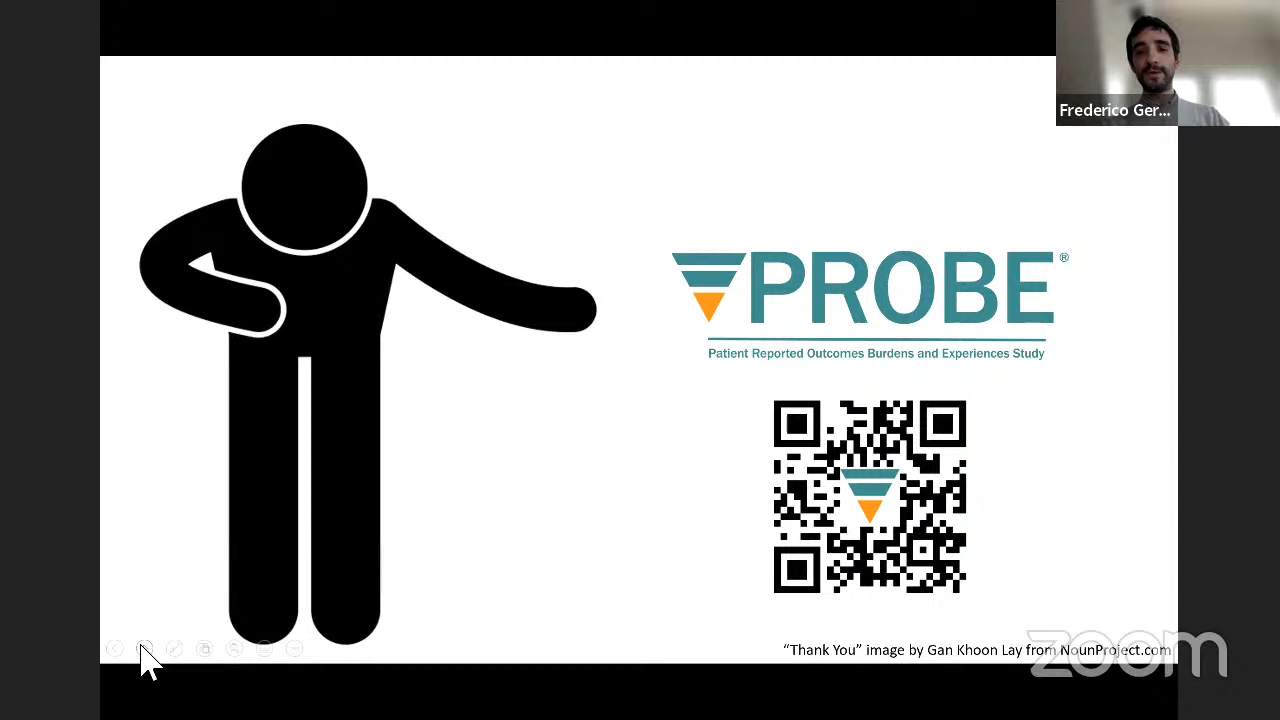 Frederico Ger...
PROBE®
Patient Reported Outcomes Burdens and Experiences Study
“Thank You” image by Gan Khoon Lay from NounProject.com
zoom